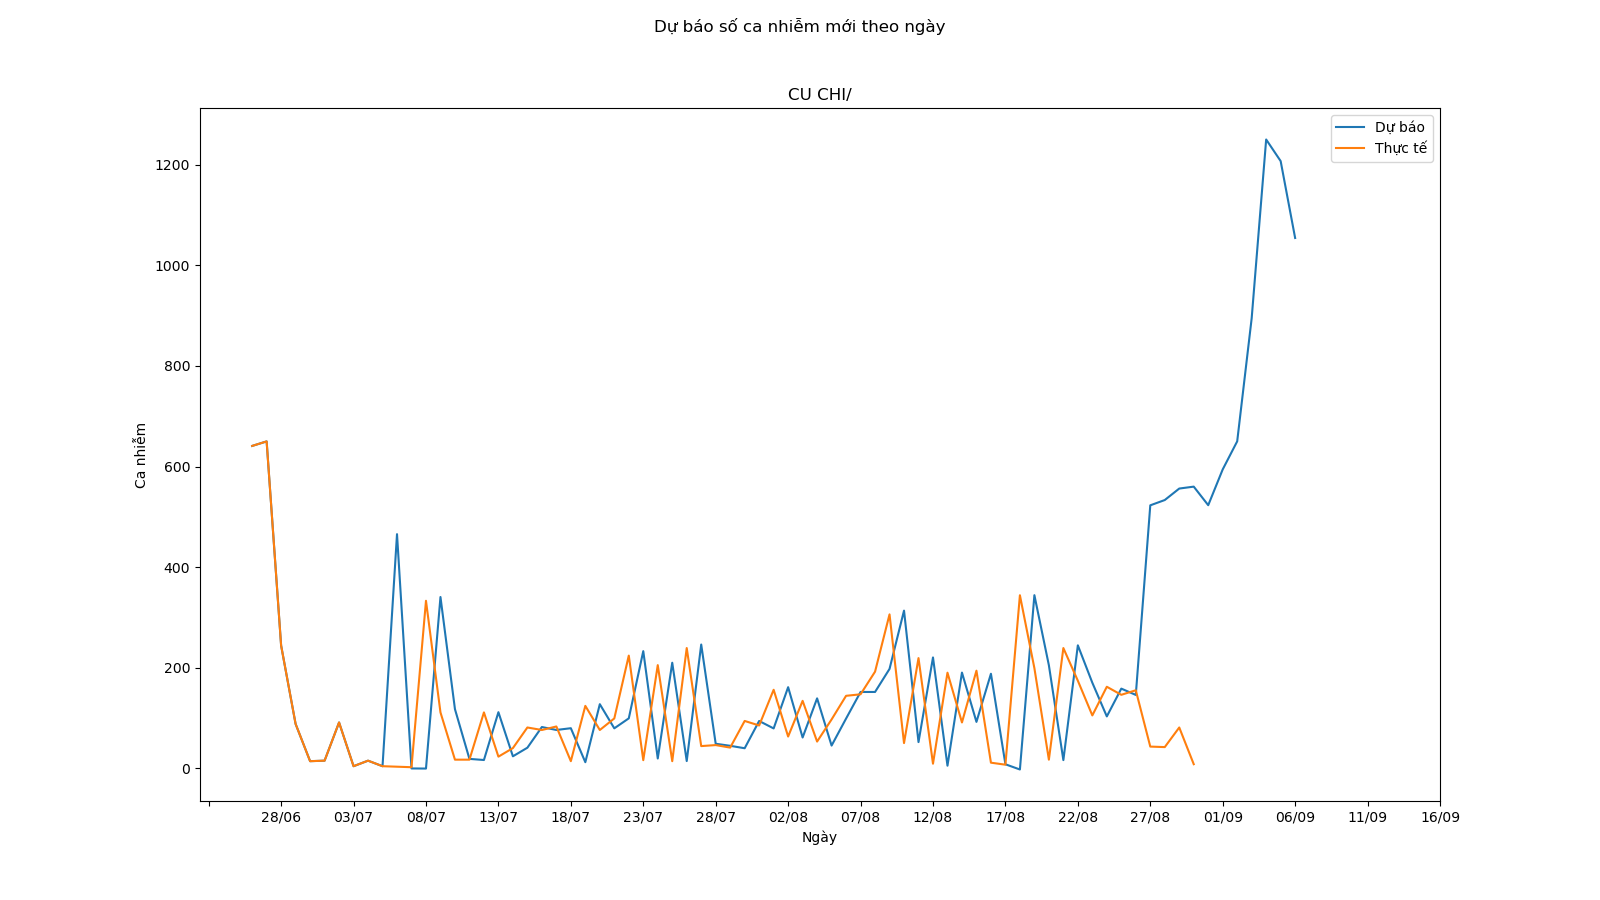 Dự báo số ca nhiễm mới theo ngày
CU CHI/
Dự báo
Thực tế
1200
1000
800
600
400
200
0
Ca nhiễm
28/06 03/07 08/07 13/07 18/07 23/07 28/07 02/08 07/08 12/08 17/08 22/08 27/08 01/09 06/09 11/09 16/09
Ngày